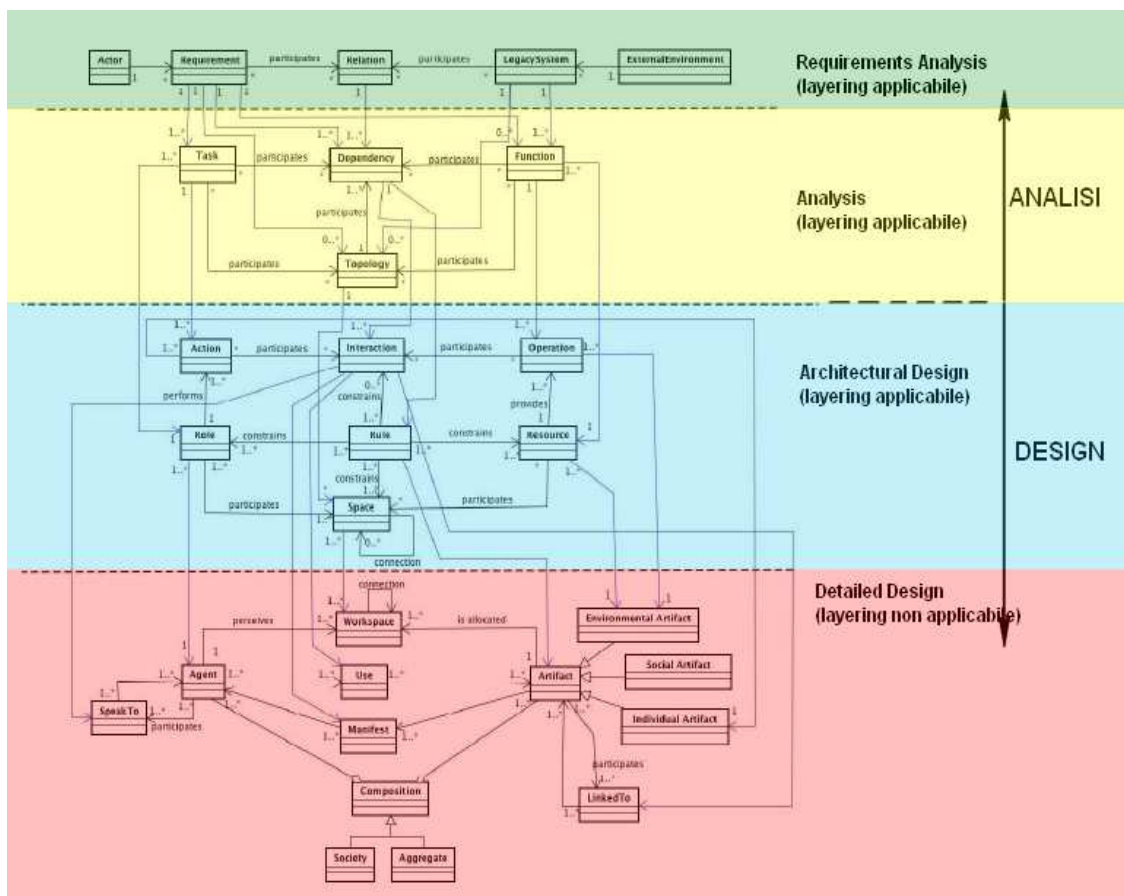 Actor
Requirement
participates
Relation
participates
LegacySystem
ExternalEnvironment
Requirements Analysis
(layering applicabile)
Task
participates
Dependency
participates
Function
participates
Analysis
(layering applicabile)
ANALISI
participates
Topology
participates
Action
participates
Interaction
participates
Operation
Architectural Design
(layering applicabile)
performs
constrains
provides
Role
constrains
Rule
constrains
Resource
DESIGN
constrains
participates
Space
participates
connection
Detailed Design
(layering non applicabile)
connection
perseives
Workspace
is allocated
Environmental Artifact
Agent
Use
Artifact
Social Artifact
SpeakTo
participates
Manifest
Individual Artifact
participates
Composition
LinkedTo
Society
Aggregate